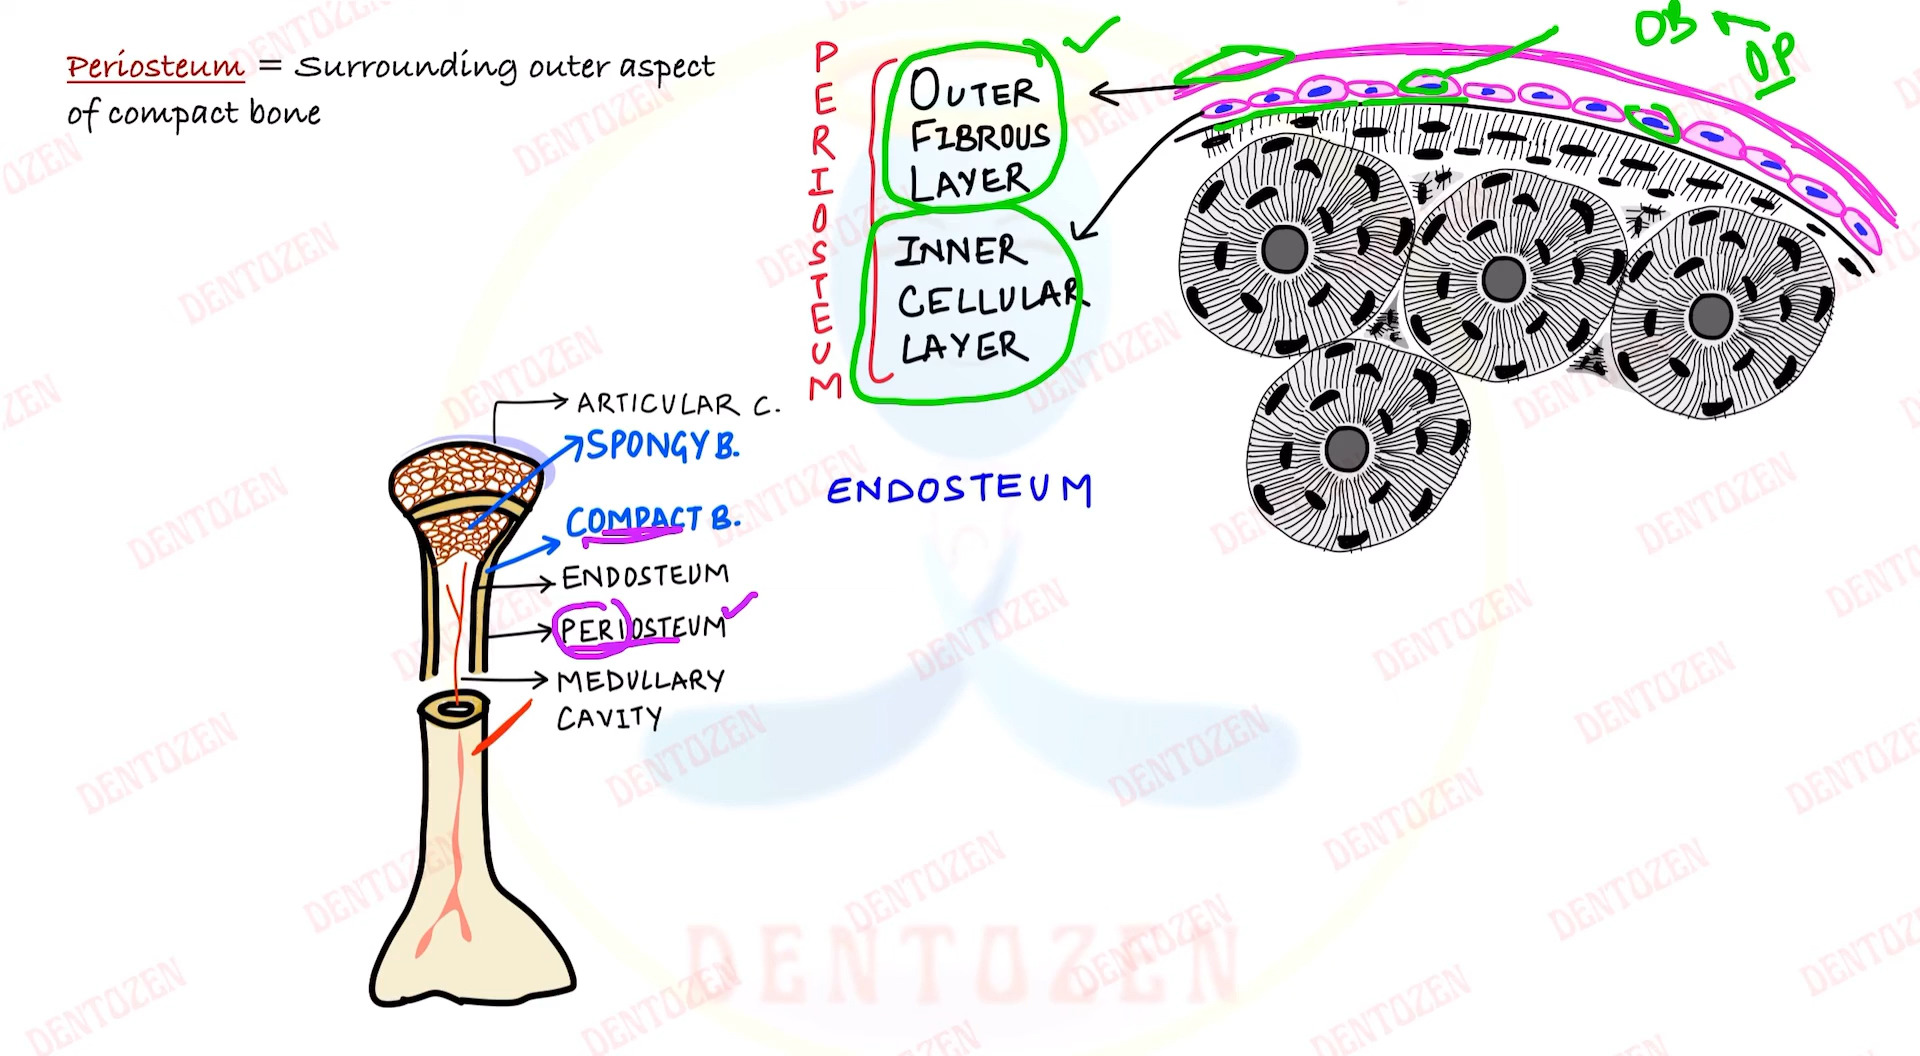 Periosteum = Surrounding outer aspect
of compact bone
PERIOSTEUM
OUTER
FIBROUS
LAYER
INNER
CELLULAR
LAYER
OB ← OP
ARTICULAR C.
SPONGY B.
COMPACT B.
ENDOSTEUM
PERIOSTEUM
MEDULLARY
CAVITY
ENDOSTEUM
DENTOZEN